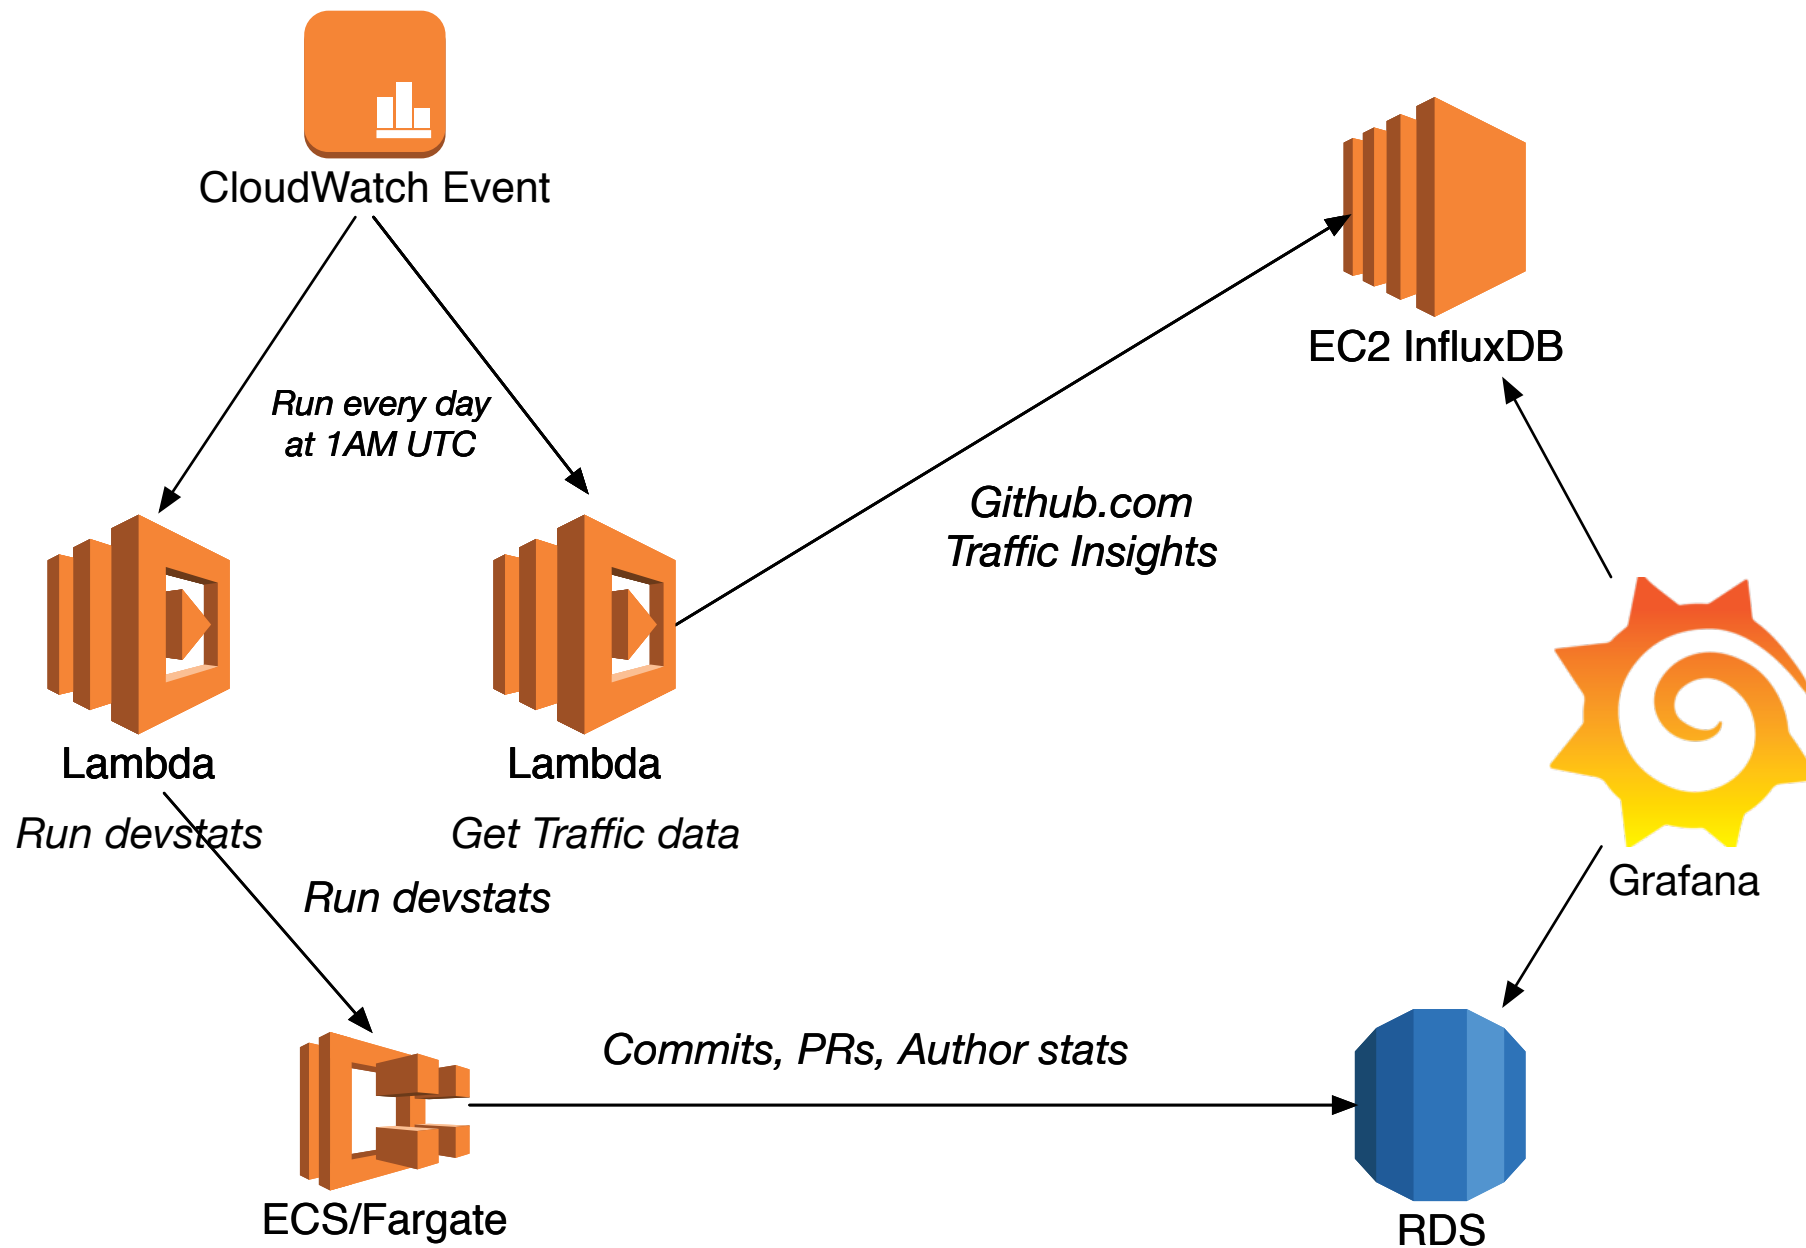 CloudWatch Event
Run every day
at 1AM UTC
EC2 InfluxDB
Github.com
Traffic Insights
Lambda
Run devstats
Lambda
Get Traffic data
Grafana
Run devstats
Commits, PRs, Author stats
ECS/Fargate
RDS